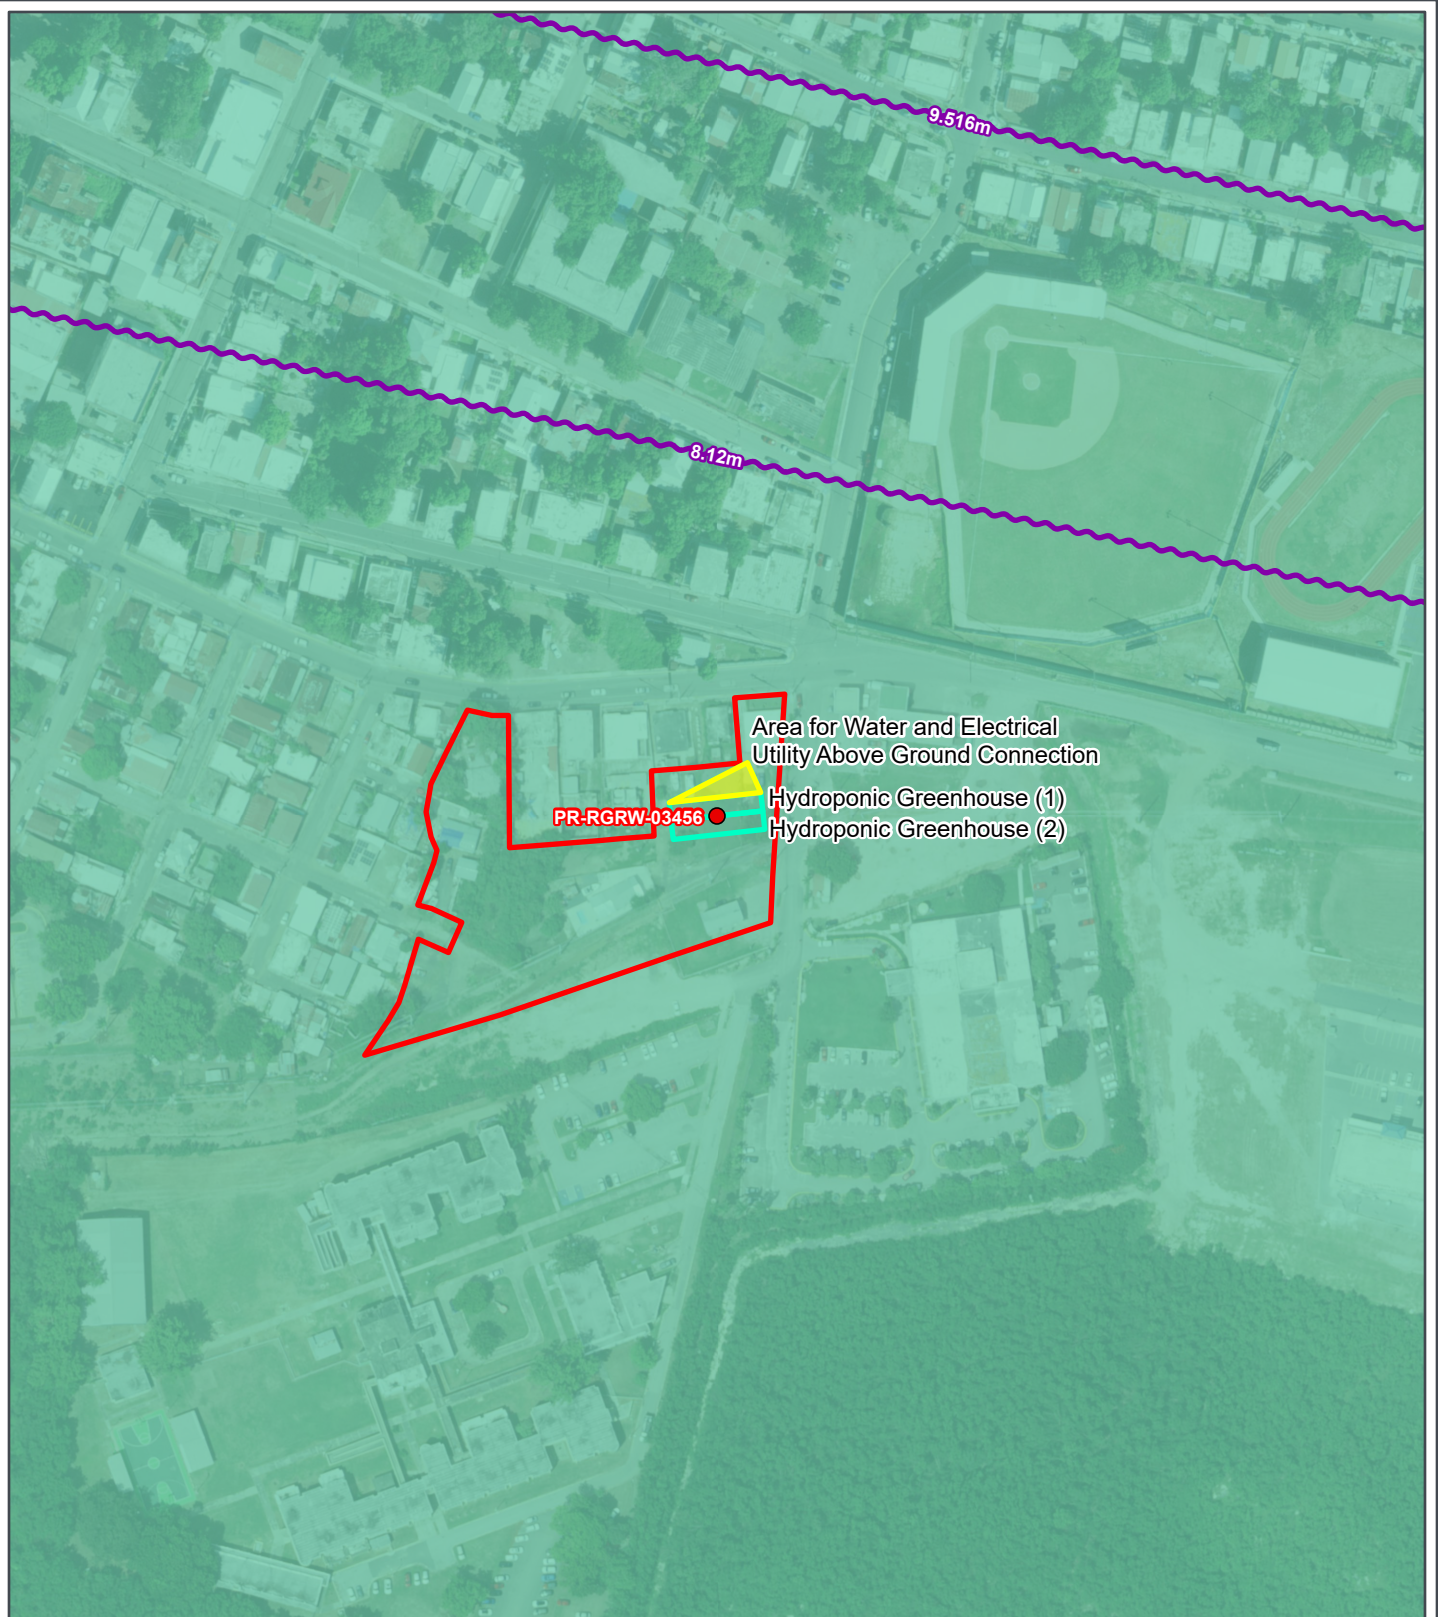 9.516m
8.12m
Area for Water and Electrical
Utility Above Ground Connection
Hydroponic Greenhouse (1)
PR-RGRW-03456
Hydroponic Greenhouse (2)